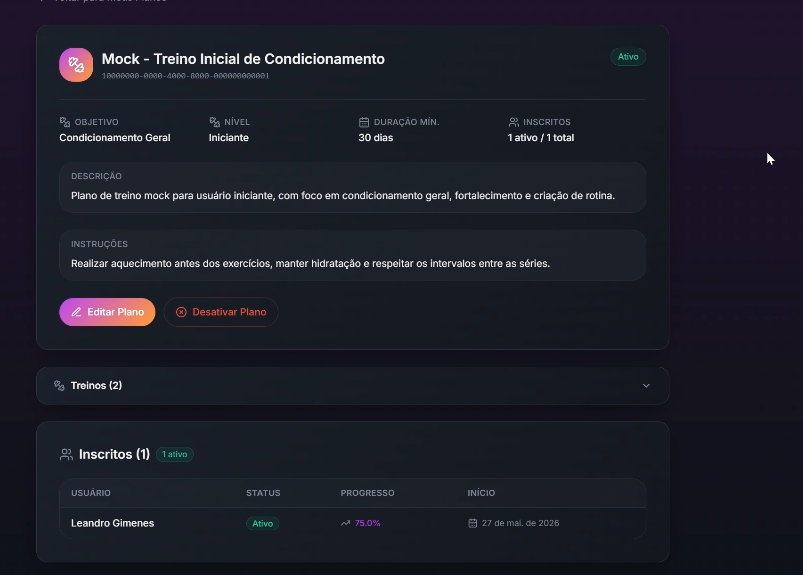 Voltar para Meus Planos
Mock - Treino Inicial de Condicionamento
Ativo
10000000-0000-4000-8000-000000000001
OBJETIVO
Condicionamento Geral
NÍVEL
Iniciante
DURAÇÃO MÍN.
30 dias
INSCRITOS
1 ativo / 1 total
DESCRIÇÃO
Plano de treino mock para usuário iniciante, com foco em condicionamento geral, fortalecimento e criação de rotina.
INSTRUÇÕES
Realizar aquecimento antes dos exercícios, manter hidratação e respeitar os intervalos entre as séries.
Editar Plano
Desativar Plano
Treinos (2)
Inscritos (1)
1 ativo
USUÁRIO STATUS PROGRESSO INÍCIO
Leandro Gimenes Ativo 75.0% 27 de mai. de 2026